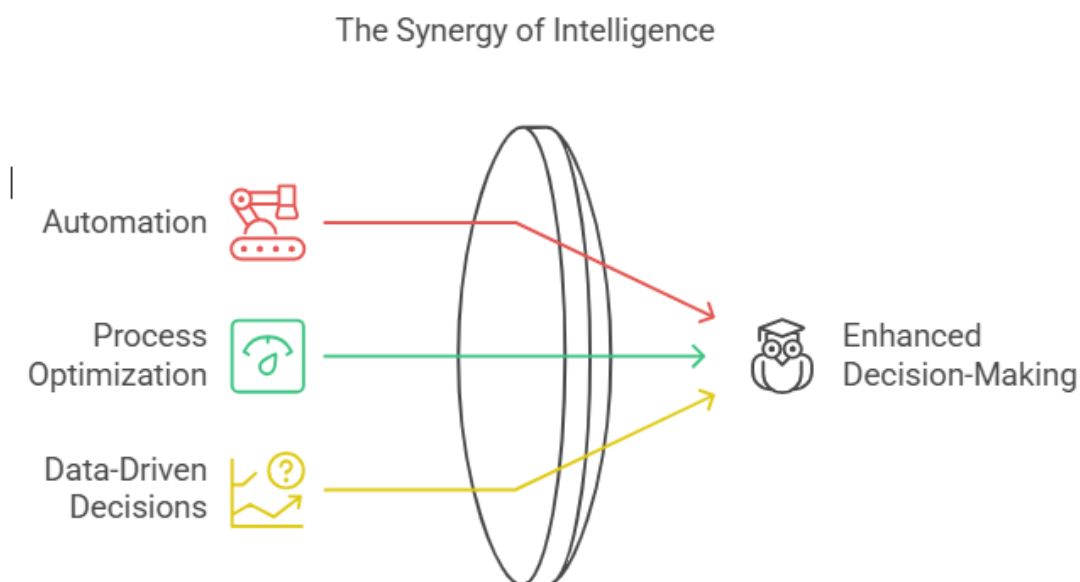 The Synergy of Intelligence
Automation
Process
Optimization
Data-Driven
Decisions
Enhanced
Decision-Making
?